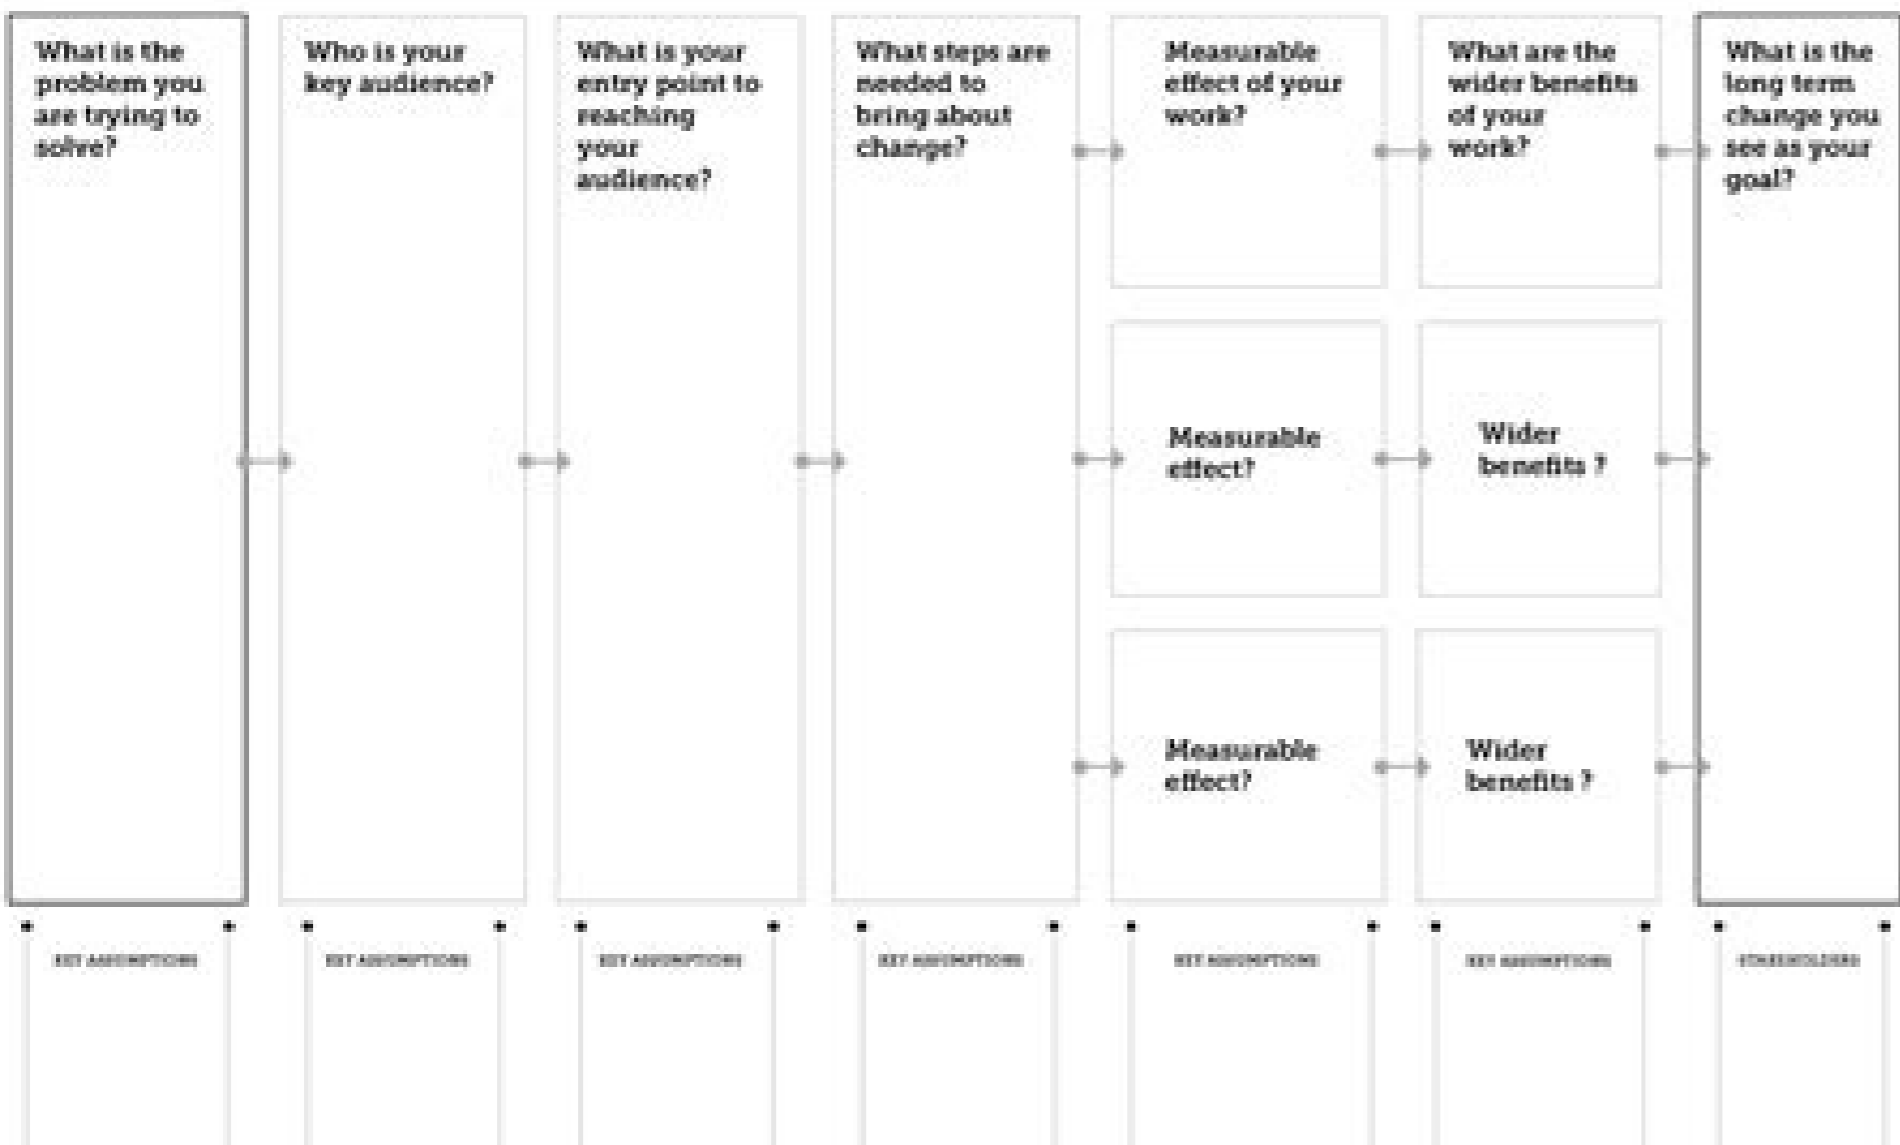 What is the
problem you
are trying to
solve?
Who is your
key audience?
What is your
entry point to
reaching
your
audience?
What steps are
needed to
bring about
change?
Measurable
effect of your
work?
What are the
wider benefits
of your
work?
What is the
long term
change you
see as your
goal?
Measurable
effect?
Wider
benefits ?
Measurable
effect?
Wider
benefits ?
KEY ASSUMPTIONS
KEY ASSUMPTIONS
KEY ASSUMPTIONS
KEY ASSUMPTIONS
KEY ASSUMPTIONS
KEY ASSUMPTIONS
STAKEHOLDERS